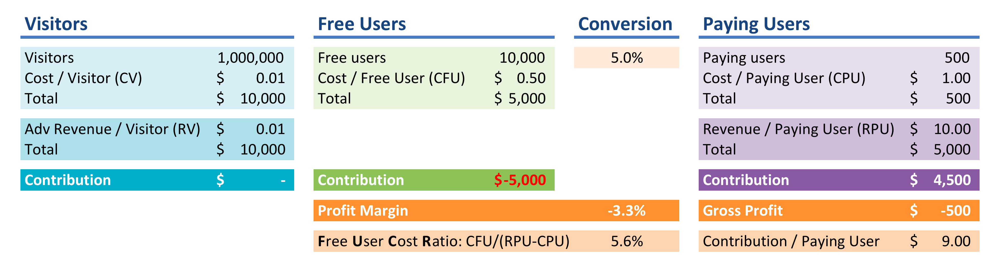 Visitors
Visitors 1,000,000
Cost / Visitor (CV) $ 0.01
Total $ 10,000
Adv Revenue / Visitor (RV) $ 0.01
Total $ 10,000
Contribution $ -
Free Users
Free users 10,000
Cost / Free User (CFU) $ 0.50
Total $ 5,000
Contribution $-5,000
Conversion
5.0%
Profit Margin -3.3%
Free User Cost Ratio: CFU/(RPU-CPU) 5.6%
Paying Users
Paying users 500
Cost / Paying User (CPU) $ 1.00
Total $ 500
Revenue / Paying User (RPU) $ 10.00
Total $ 5,000
Contribution $ 4,500
Gross Profit $ -500
Contribution / Paying User $ 9.00